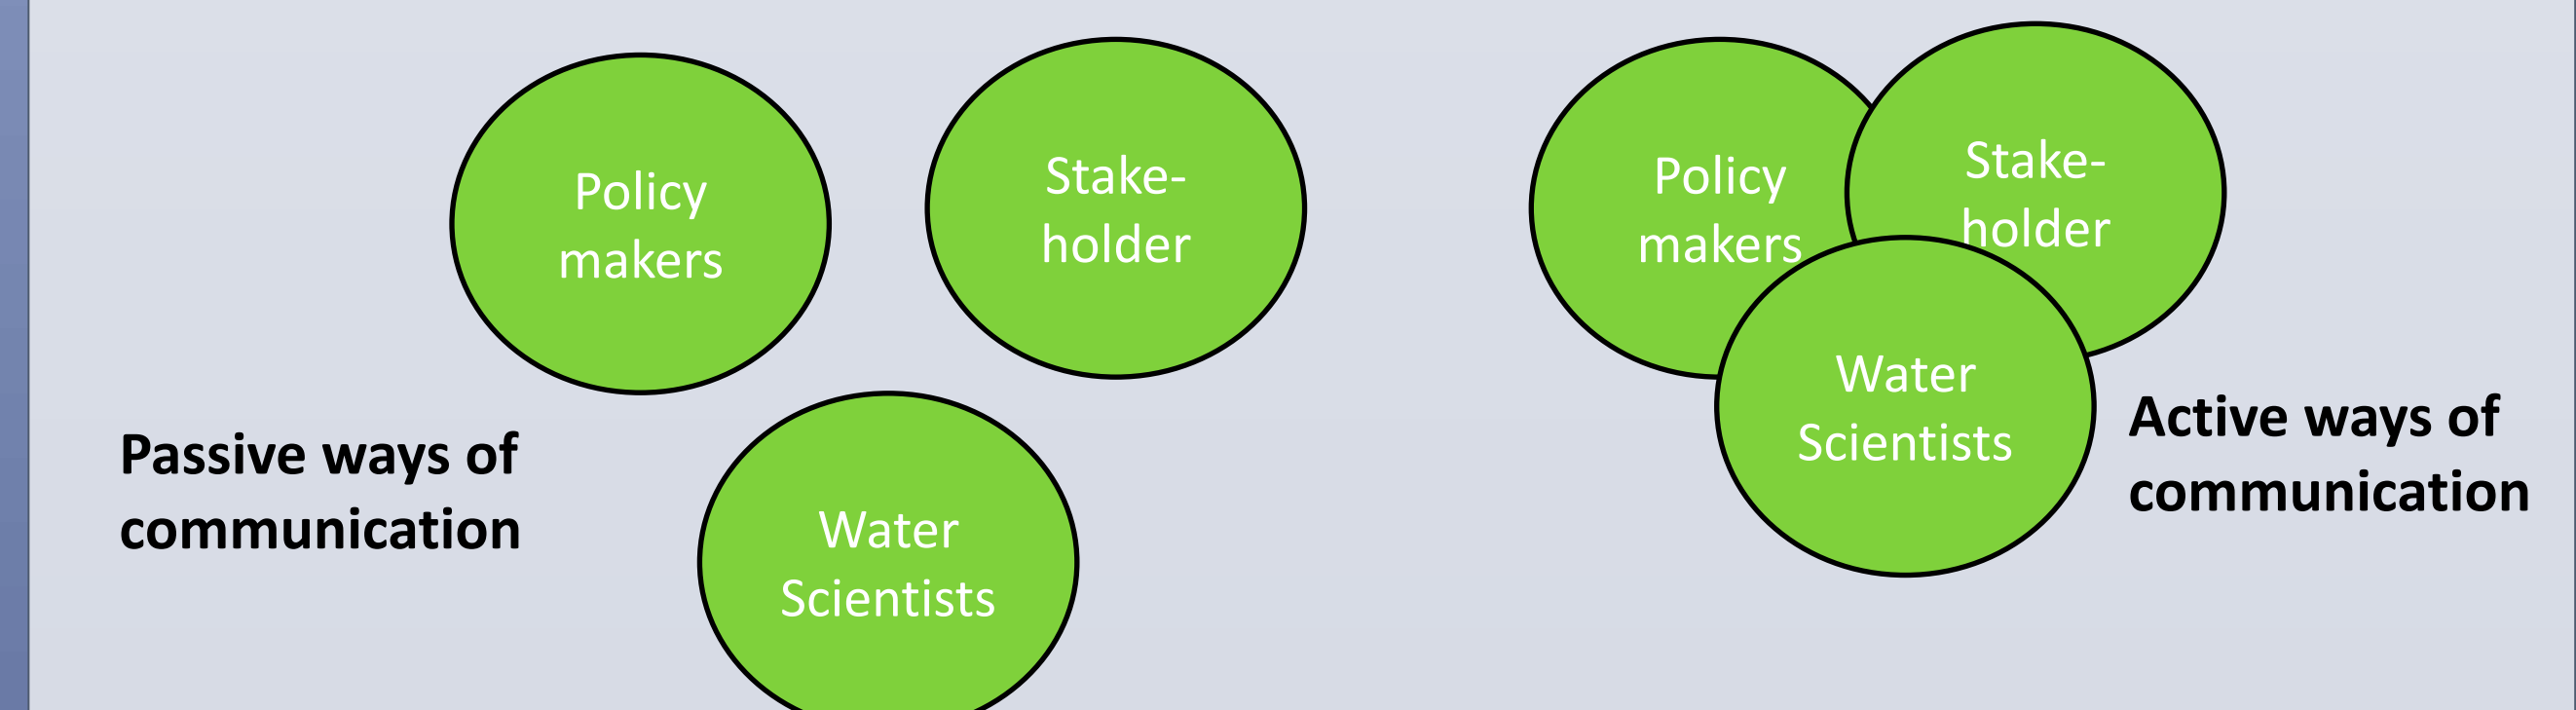 Policy
makers
Stake-
holder
Water
Scientists
Passive ways of
communication
Policy
makers
Stake-
holder
Water
Scientists
Active ways of
communication